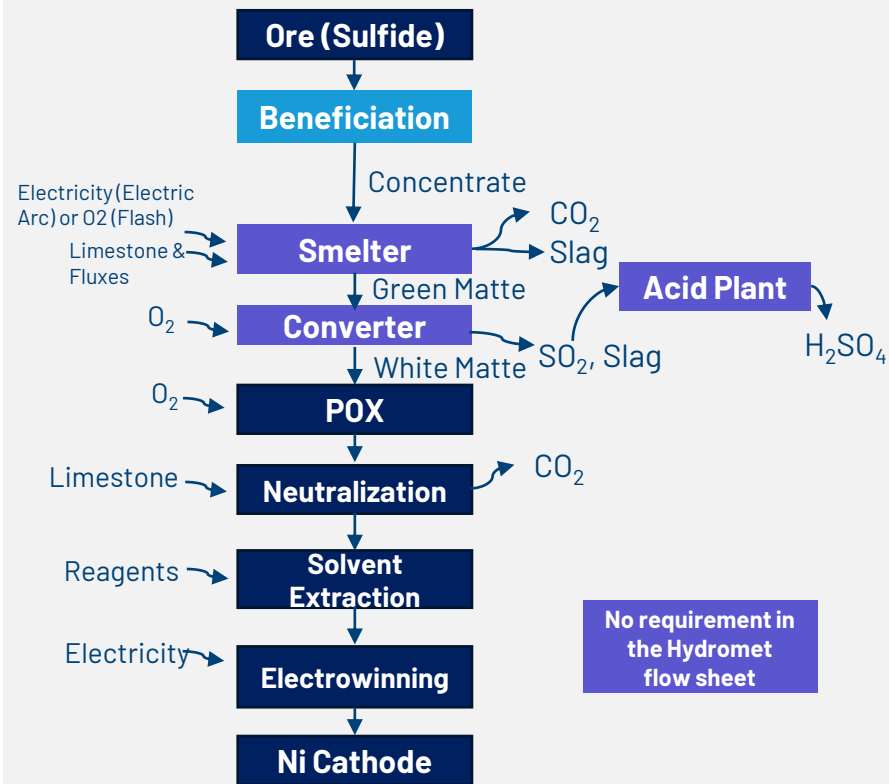 Ore (Sulfide)
Beneficiation
Concentrate
Electricity (Electric
Arc) or O2 (Flash)
Limestone &
Fluxes
Smelter
CO₂
Slag
Green Matte
Acid Plant
H₂SO₄
O₂
Converter
SO₂, Slag
White Matte
O₂
POX
Limestone
Neutralization
CO₂
Reagents
Solvent
Extraction
Electricity
Electrowinning
Ni Cathode
No requirement in
the Hydromet
flow sheet